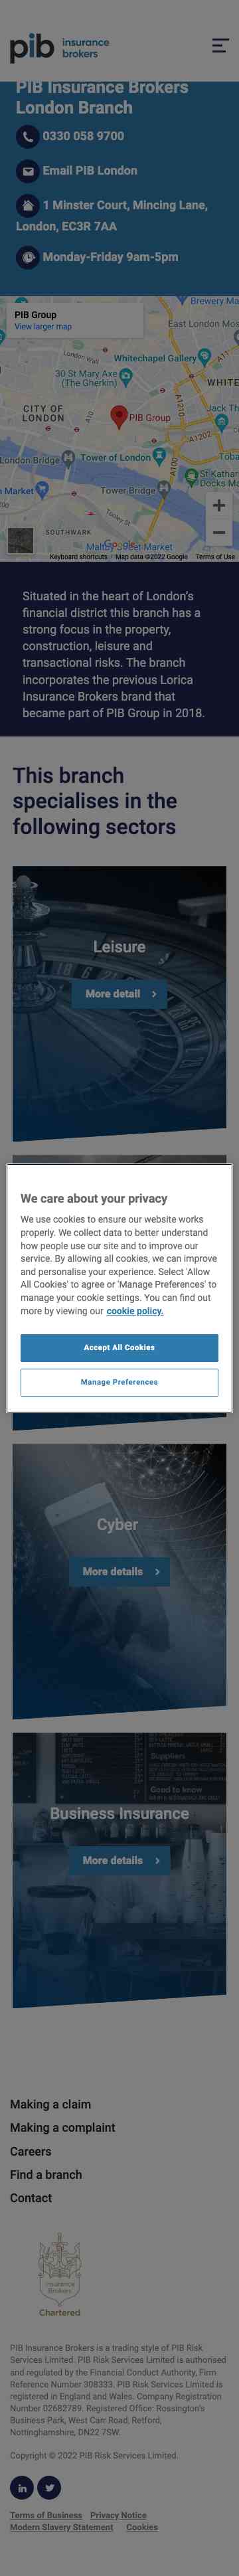 pib insurance
brokers
PIB Insurance Brokers
London Branch
0330 058 9700
Email PIB London
1 Minster Court, Mincing Lane,
London, EC3R 7AA
Monday-Friday 9am-5pm
Brewery Ma
PIB Group
View larger map
East London Mos
London Wall
Whitechapel Gallery
30 St Mary Axe
(The Gherkin)
WHITE
CITY OF
LONDON
A10
Jack Th
PIB Group
A1203
A100
Tower of London
Toba
London Bridge
St Kathar
Docks Ma
Market
Tower Bridge
Tooley St
SOUTHWARK
Maltby Street Market
Google
Keyboard shortcuts
Map data ©2022 Google
Terms of Use
Situated in the heart of London's
financial district this branch has a
strong focus in the property,
construction, leisure and
transactional risks. The branch
incorporates the previous Lorica
Insurance Brokers brand that
became part of PIB Group in 2018.
This branch
specialises in the
following sectors
Leisure
More detail
We care about your privacy
We use cookies to ensure our website works
properly. We collect data to better understand
how people use our site and to improve our
service. By allowing all cookies, we can improve
and personalise your experience. Select 'Allow
All Cookies' to agree or 'Manage Preferences' to
manage your cookie settings. You can find out
more by viewing our cookie policy.
Accept All Cookies
Manage Preferences
Cyber
More details
Suppliers
Good to know
Business Insurance
More details
Making a claim
Making a complaint
Careers
Find a branch
Contact
Insurance
Brokers
Chartered
PIB Insurance Brokers is a trading style of PIB Risk
Services Limited. PIB Risk Services Limited is authorised
and regulated by the Financial Conduct Authority, Firm
Reference Number 308333. PIB Risk Services Limited is
registered in England and Wales. Company Registration
Number 02682789. Registered Office: Rossington's
Business Park, West Carr Road, Retford,
Nottinghamshire, DN22 7SW.
Copyright © 2022 PIB Risk Services Limited.
in
Terms of Business Privacy Notice
Modern Slavery Statement Cookies